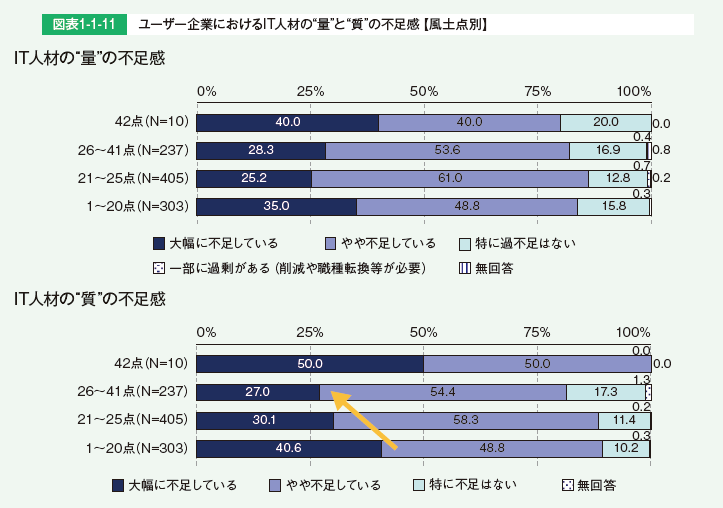 図表1-1-11 ユーザー企業におけるIT人材の“量”と“質”の不足感【風土点別】
IT人材の“量”の不足感
0% 25% 50% 75% 100%
42点(N=10) 40.0 40.0 20.0 0.0
0.4
26〜41点(N=237) 28.3 53.6 16.9 0.8
0.7
21〜25点(N=405) 25.2 61.0 12.8 0.2
0.3
1〜20点(N=303) 35.0 48.8 15.8
大幅に不足している やや不足している 特に過不足はない
一部に過剰がある(削減や職種転換等が必要) 無回答
IT人材の“質”の不足感
0% 25% 50% 75% 100%
0.0
42点(N=10) 50.0 50.0 0.0
1.3
26〜41点(N=237) 27.0 54.4 17.3
0.2
21〜25点(N=405) 30.1 58.3 11.4
0.3
1〜20点(N=303) 40.6 48.8 10.2
大幅に不足している やや不足している 特に不足はない 無回答